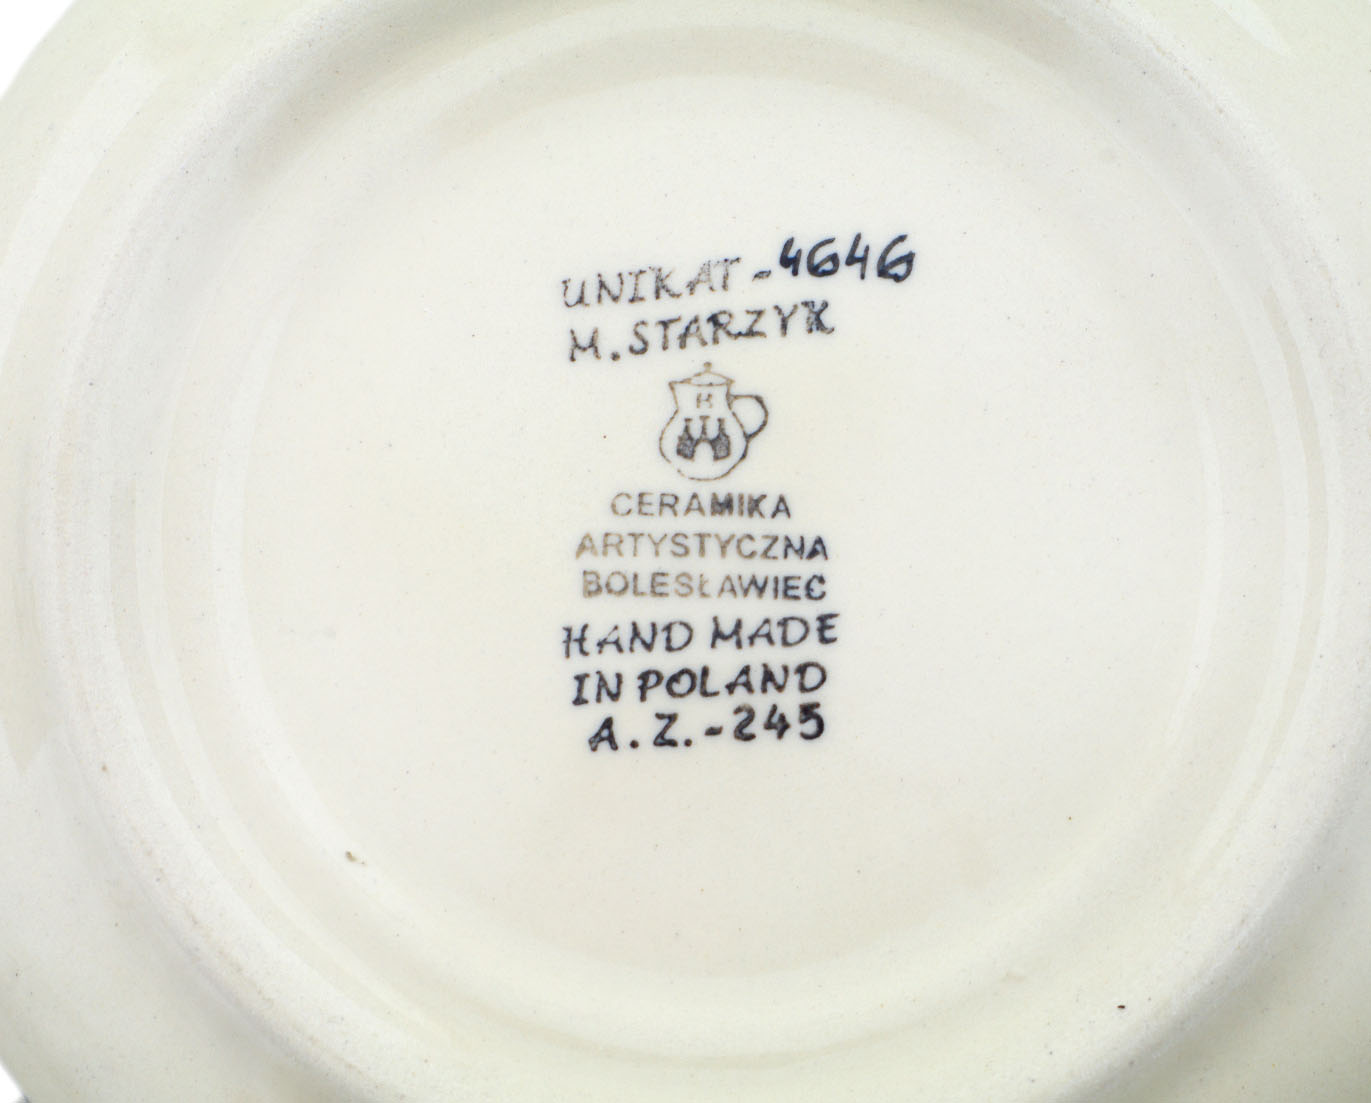 UNIKAT - 4646
M. STARZYK
B
CERAMIKA
ARTYSTYCZNA
BOLESŁAWIEC
HAND MADE
IN POLAND
A. Z. - 245